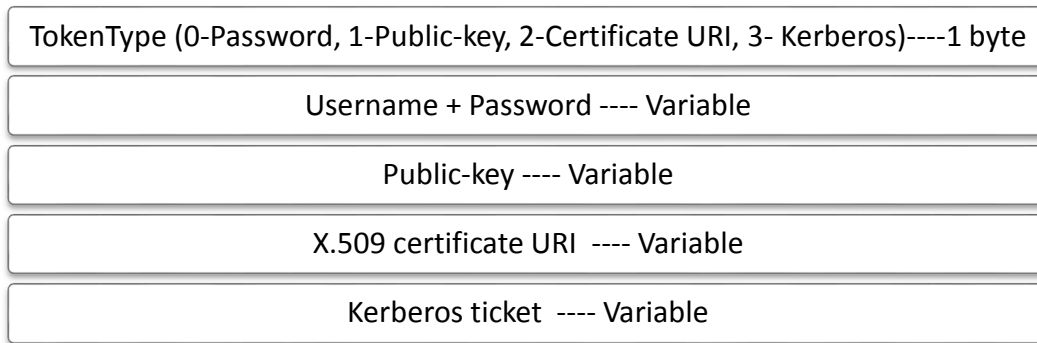 TokenType (0-Password, 1-Public-key, 2-Certificate URI, 3- Kerberos)----1 byte
Username + Password ---- Variable
Public-key ---- Variable
X.509 certificate URI  ---- Variable
Kerberos ticket  ---- Variable